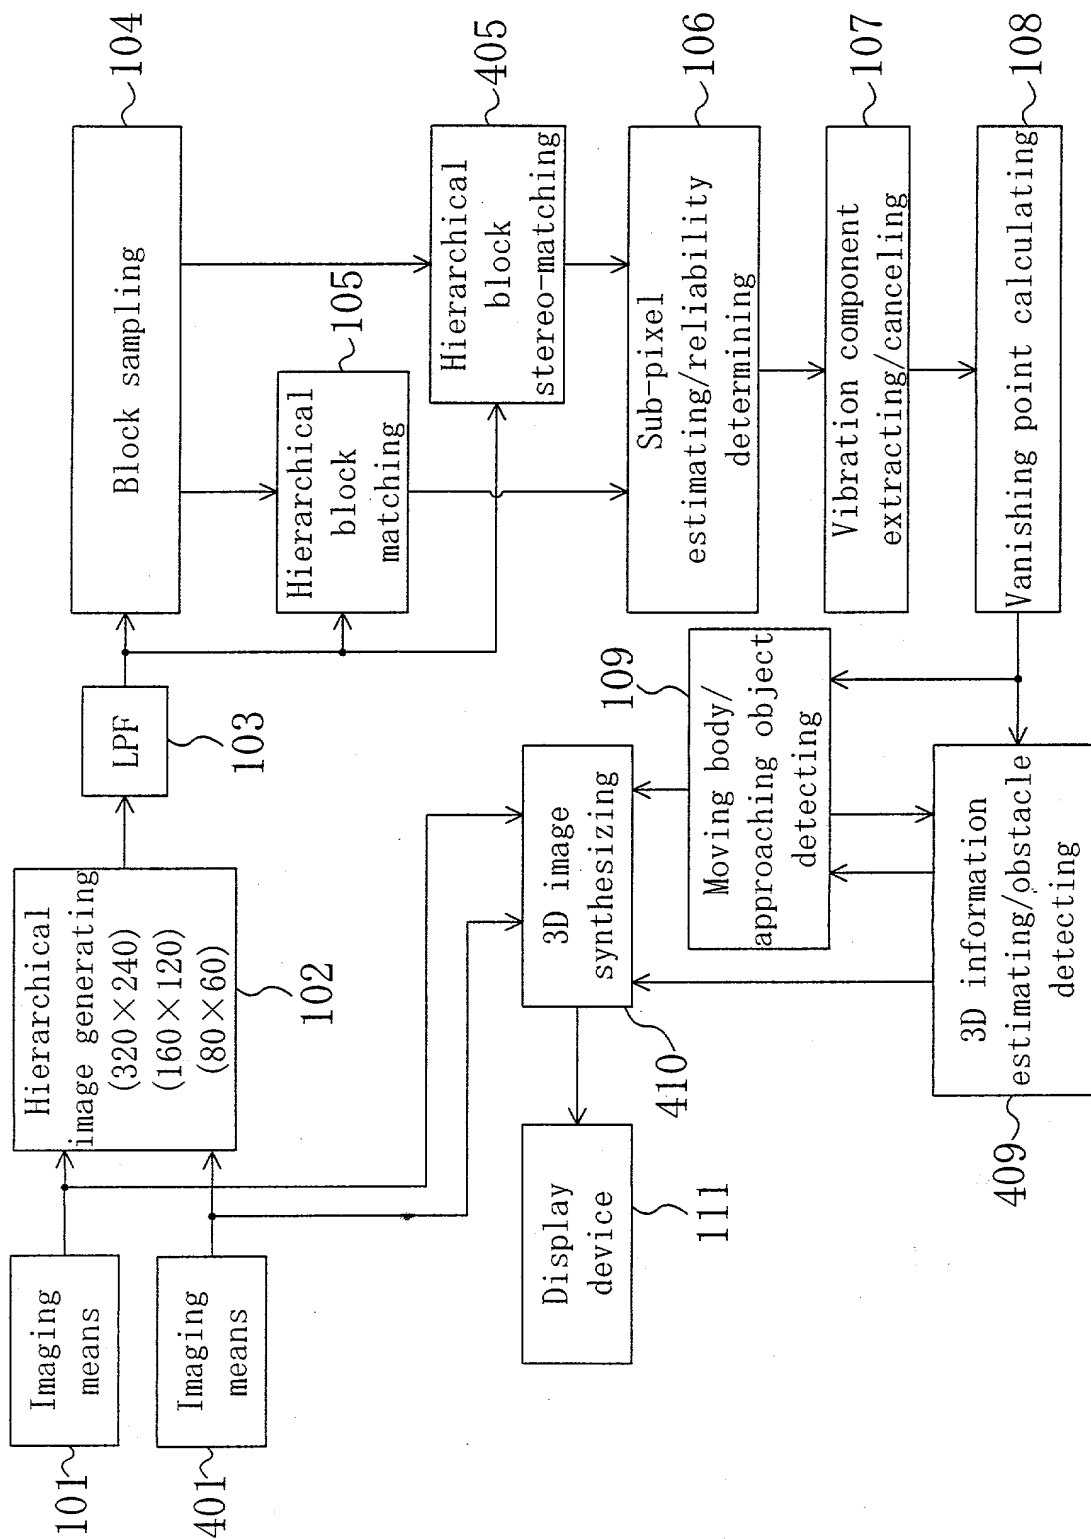 101
Imaging
means
401
Imaging
means
Hierarchical
image generating
(320×240)
(160×120)
(80×60)
102
LPF
103
Block sampling
104
Hierarchical
block
matching
105
Hierarchical
block
stereo-matching
405
Sub-pixel
estimating/reliability
determining
106
Vibration component
extracting/canceling
107
Vanishing point calculating
108
Moving body/
approaching object
detecting
109
3D information
estimating/obstacle
detecting
409
3D image
synthesizing
410
Display
device
111